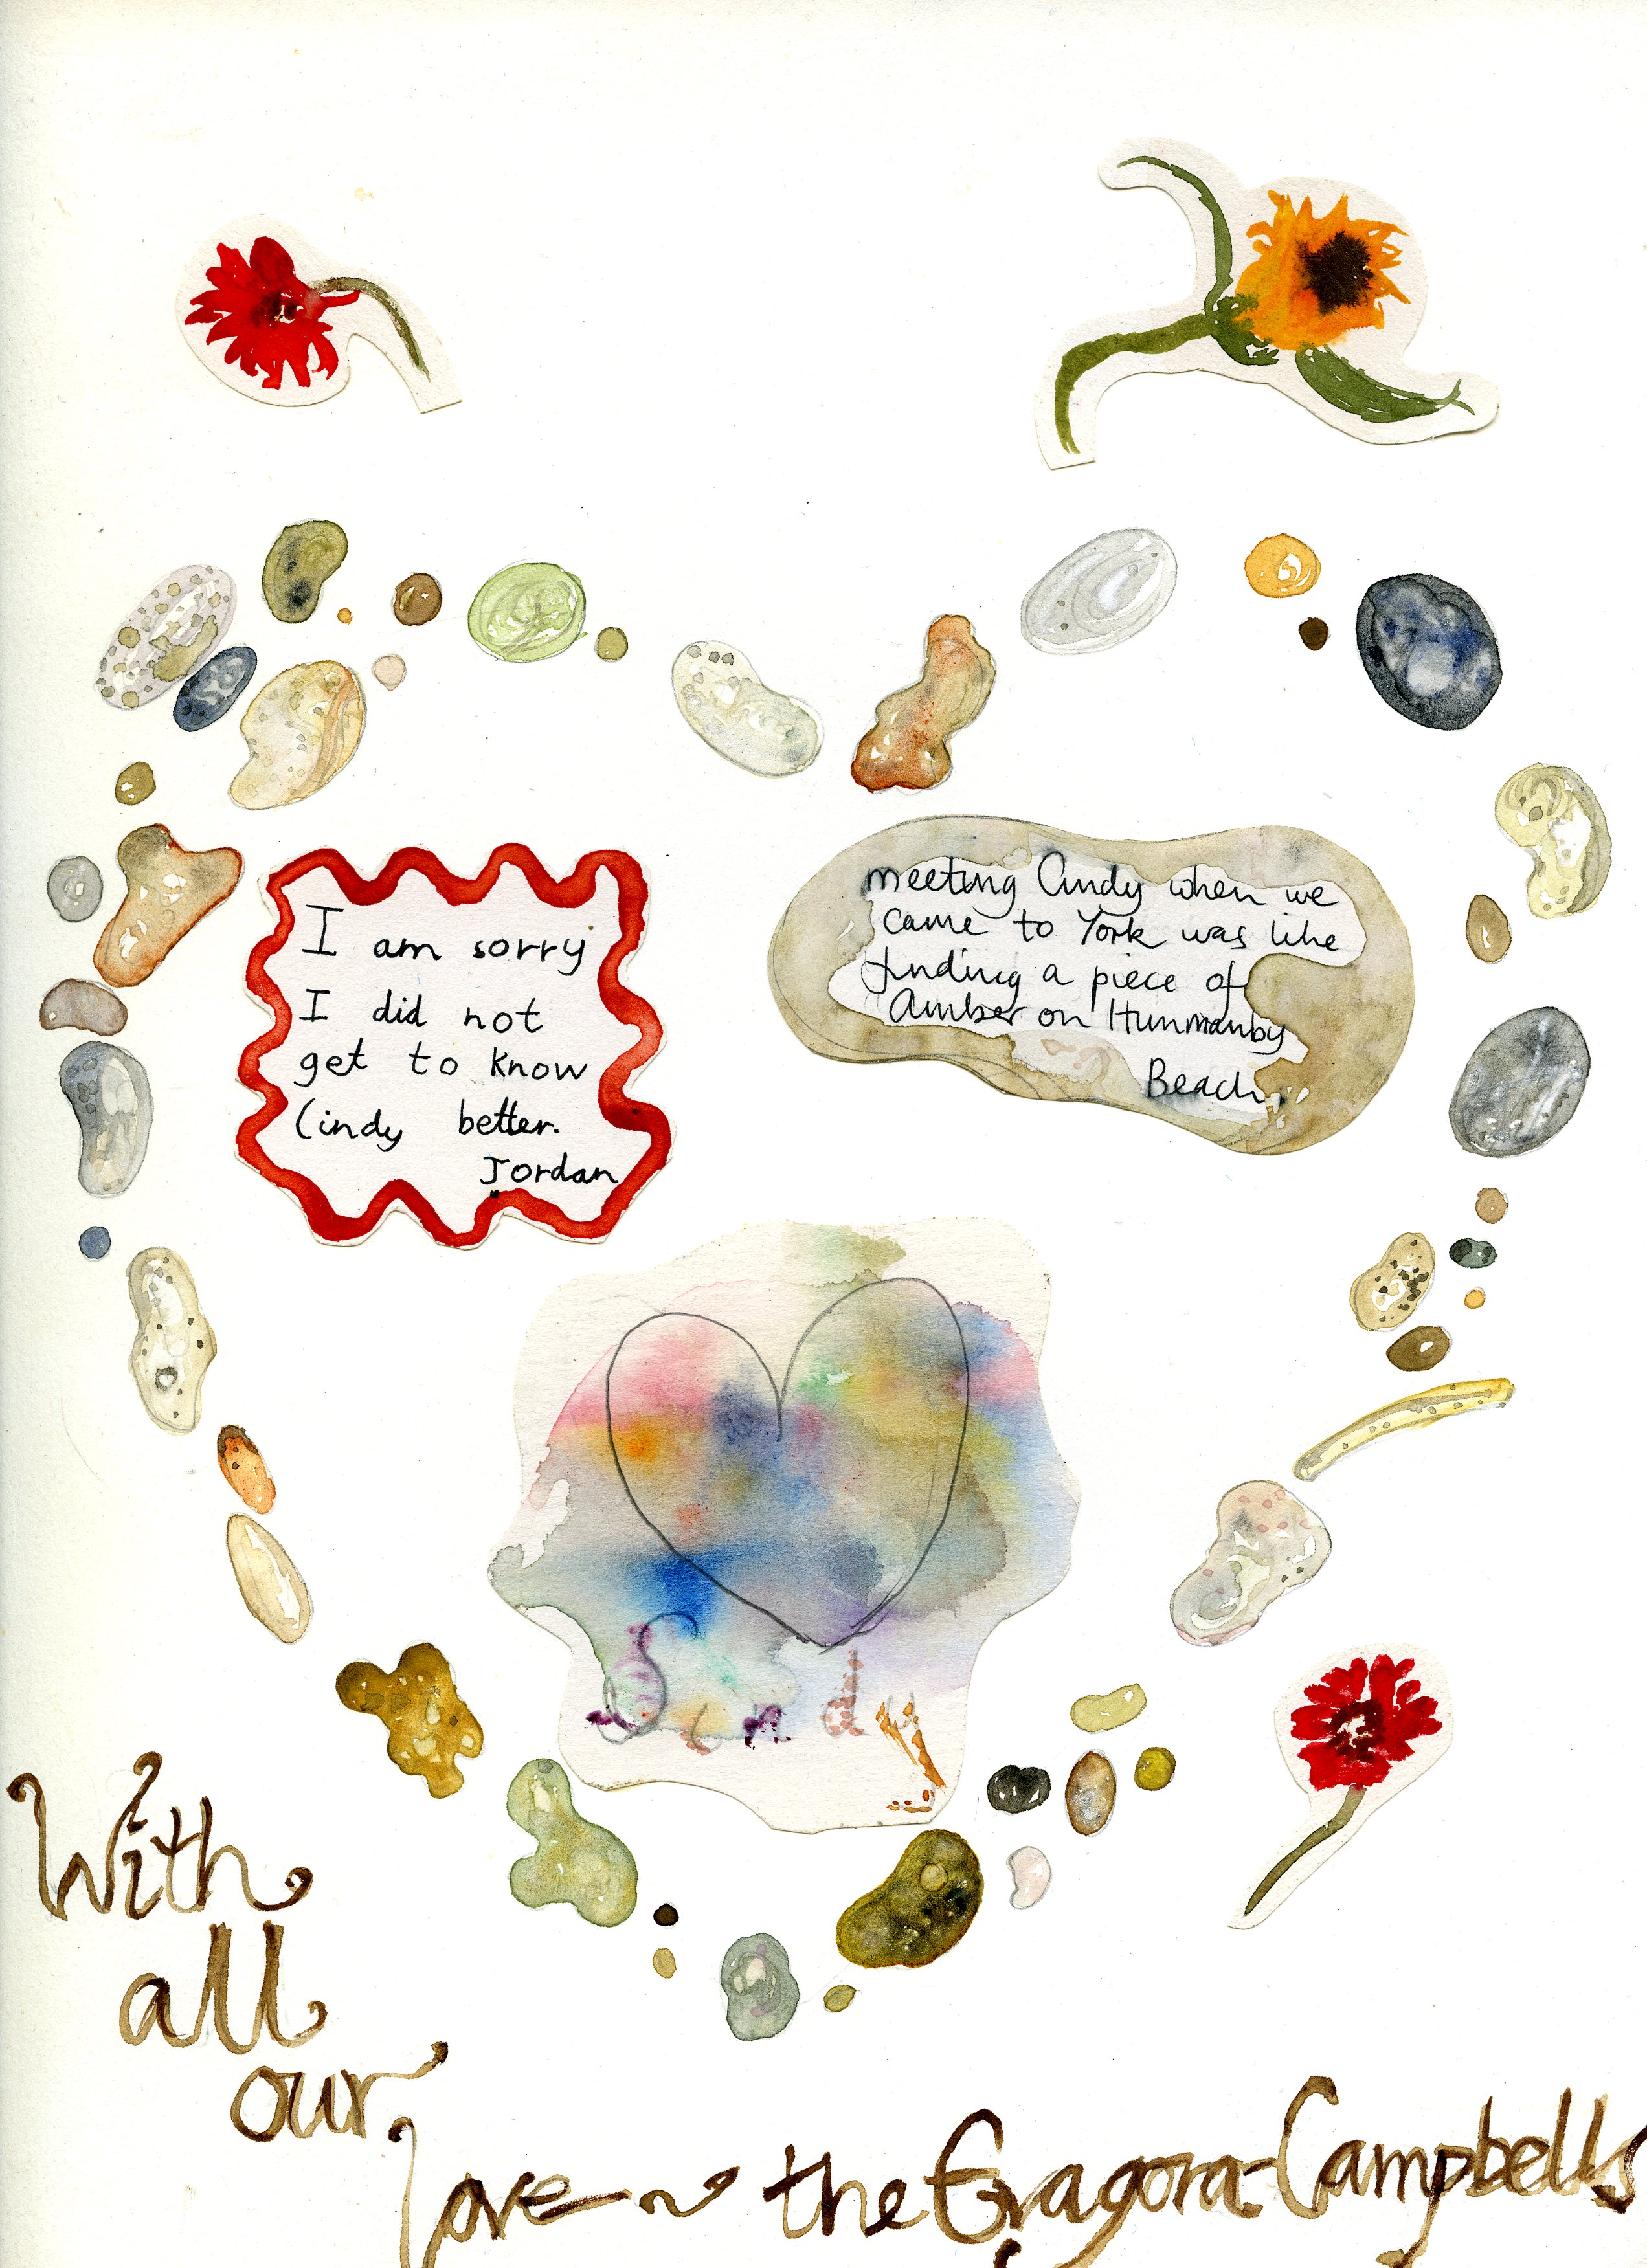 I am sorry
I did not
get to know
Cindy better.
Jordan
meeting Cindy when we
came to York was like
finding a piece of
Amber on Hunmanby
Beach.
Sindy
With
all
our
love ~ the Gragora-Campbells